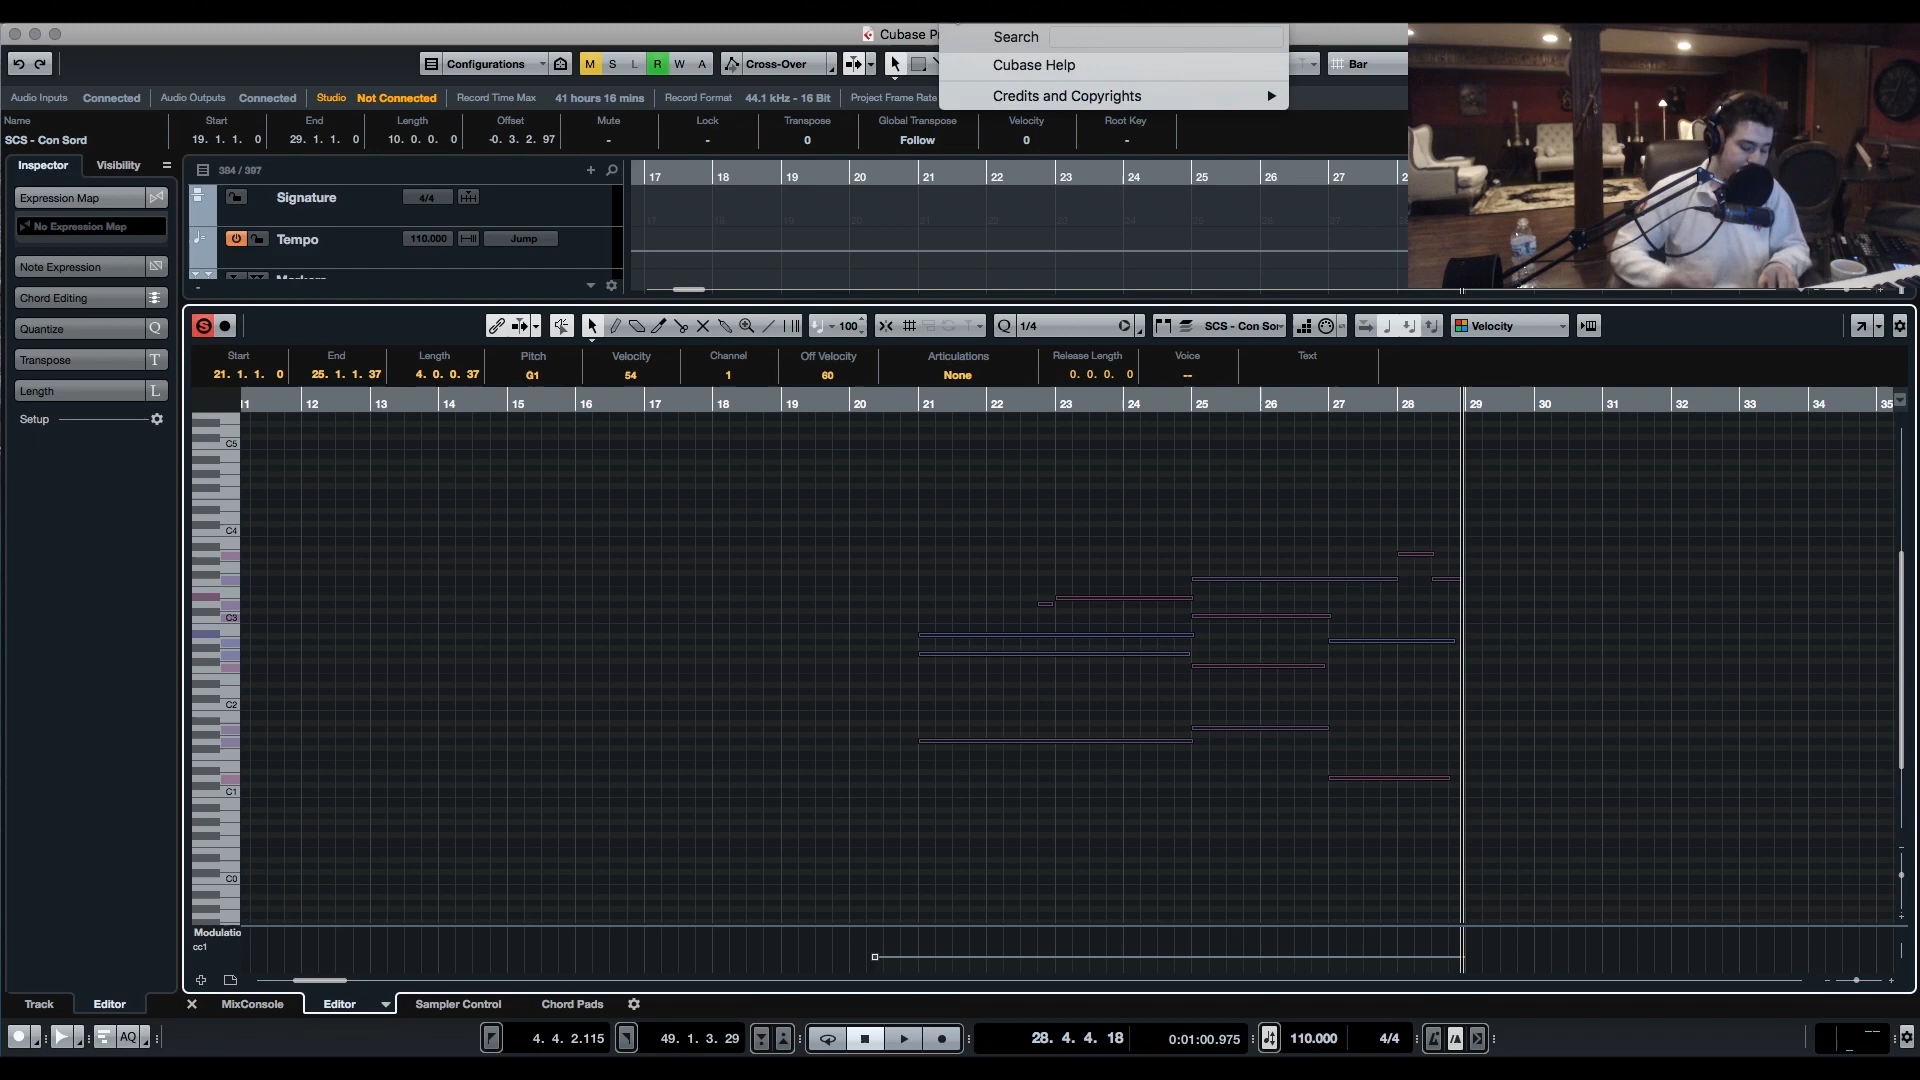 Cubase P
Search
Cubase Help
Credits and Copyrights
Configurations
M S L R W A
Cross-Over
Bar
Audio Inputs Connected Audio Outputs Connected Studio Not Connected Record Time Max 41 hours 16 mins Record Format 44.1 kHz - 16 Bit Project Frame Rate
Name Start End Length Offset Mute Lock Transpose Global Transpose Velocity Root Key
SCS - Con Sord 19. 1. 1. 0 29. 1. 1. 0 10. 0. 0. 0 -0. 3. 2. 97 - - 0 Follow 0 -
Inspector Visibility
384 / 397
17 18 19 20 21 22 23 24 25 26 27 2
Expression Map
Signature 4/4
No Expression Map
Tempo 110.000 Jump
Note Expression
Chord Editing
Quantize Q
Transpose T
Length L
Setup
S
100
Q 1/4
SCS - Con Sor
Velocity
Start End Length Pitch Velocity Channel Off Velocity Articulations Release Length Voice Text
21. 1. 1. 0 25. 1. 1. 37 4. 0. 0. 37 G1 54 1 60 None 0. 0. 0. 0 --
11 12 13 14 15 16 17 18 19 20 21 22 23 24 25 26 27 28 29 30 31 32 33 34 35
C5
C4
C3
C2
C1
C0
Modulatio
cc1
Track Editor
MixConsole Editor Sampler Control Chord Pads
AQ
4. 4. 2.115
49. 1. 3. 29
28. 4. 4. 18
0:01:00.975
110.000
4/4